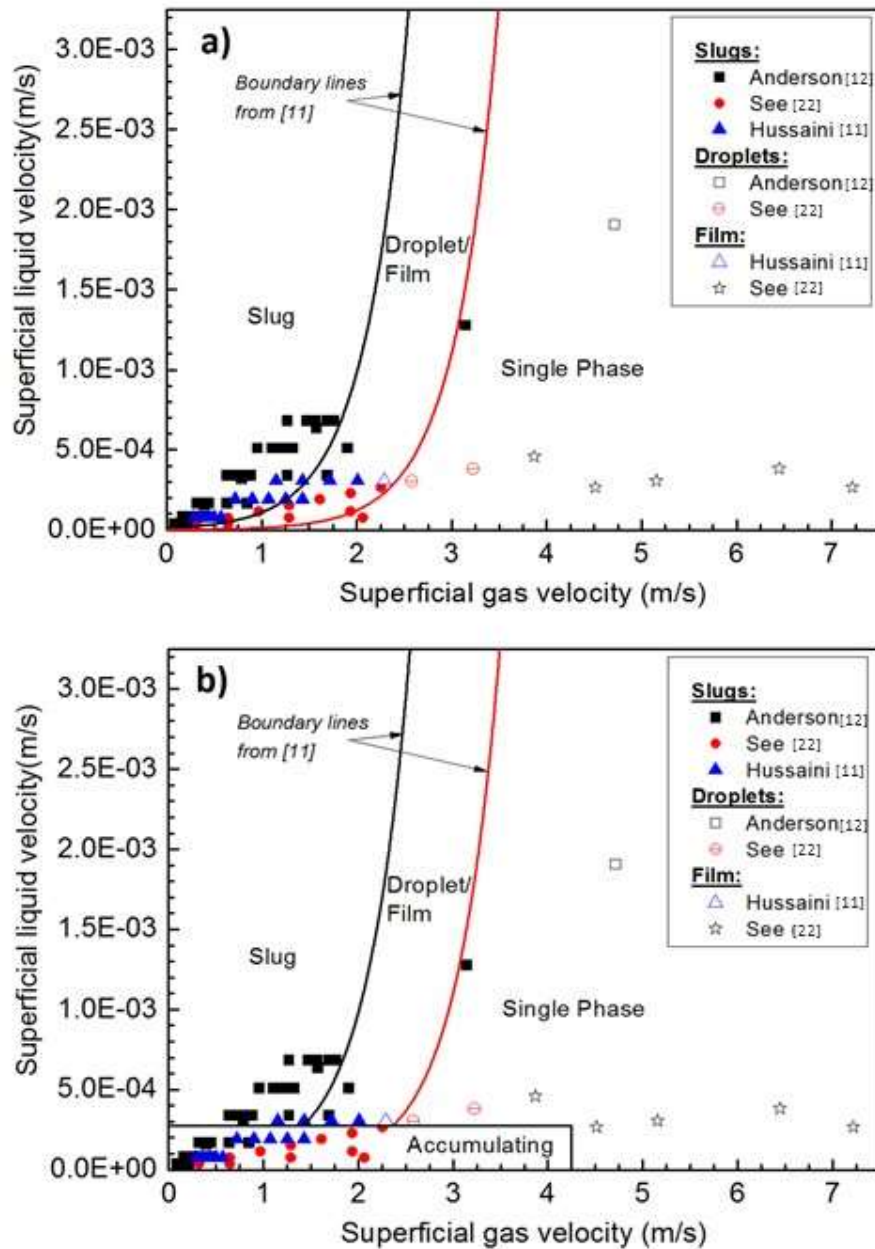 a)
3.0E-03
2.5E-03
2.0E-03
1.5E-03
1.0E-03
5.0E-04
0.0E+00
Superficial liquid velocity(m/s)
Boundary lines
from [11]
Droplet/
Film
Slug
Single Phase
Slugs:
Anderson[12]
See [22]
Hussaini [11]
Droplets:
Anderson[12]
See [22]
Film:
Hussaini [11]
See [22]
0 1 2 3 4 5 6 7
Superficial gas velocity (m/s)
b)
3.0E-03
2.5E-03
2.0E-03
1.5E-03
1.0E-03
5.0E-04
0.0E+00
Superficial liquid velocity(m/s)
Boundary lines
from [11]
Droplet/
Film
Slug
Single Phase
Accumulating
Slugs:
Anderson[12]
See [22]
Hussaini [11]
Droplets:
Anderson[12]
See [22]
Film:
Hussaini [11]
See [22]
0 1 2 3 4 5 6 7
Superficial gas velocity (m/s)